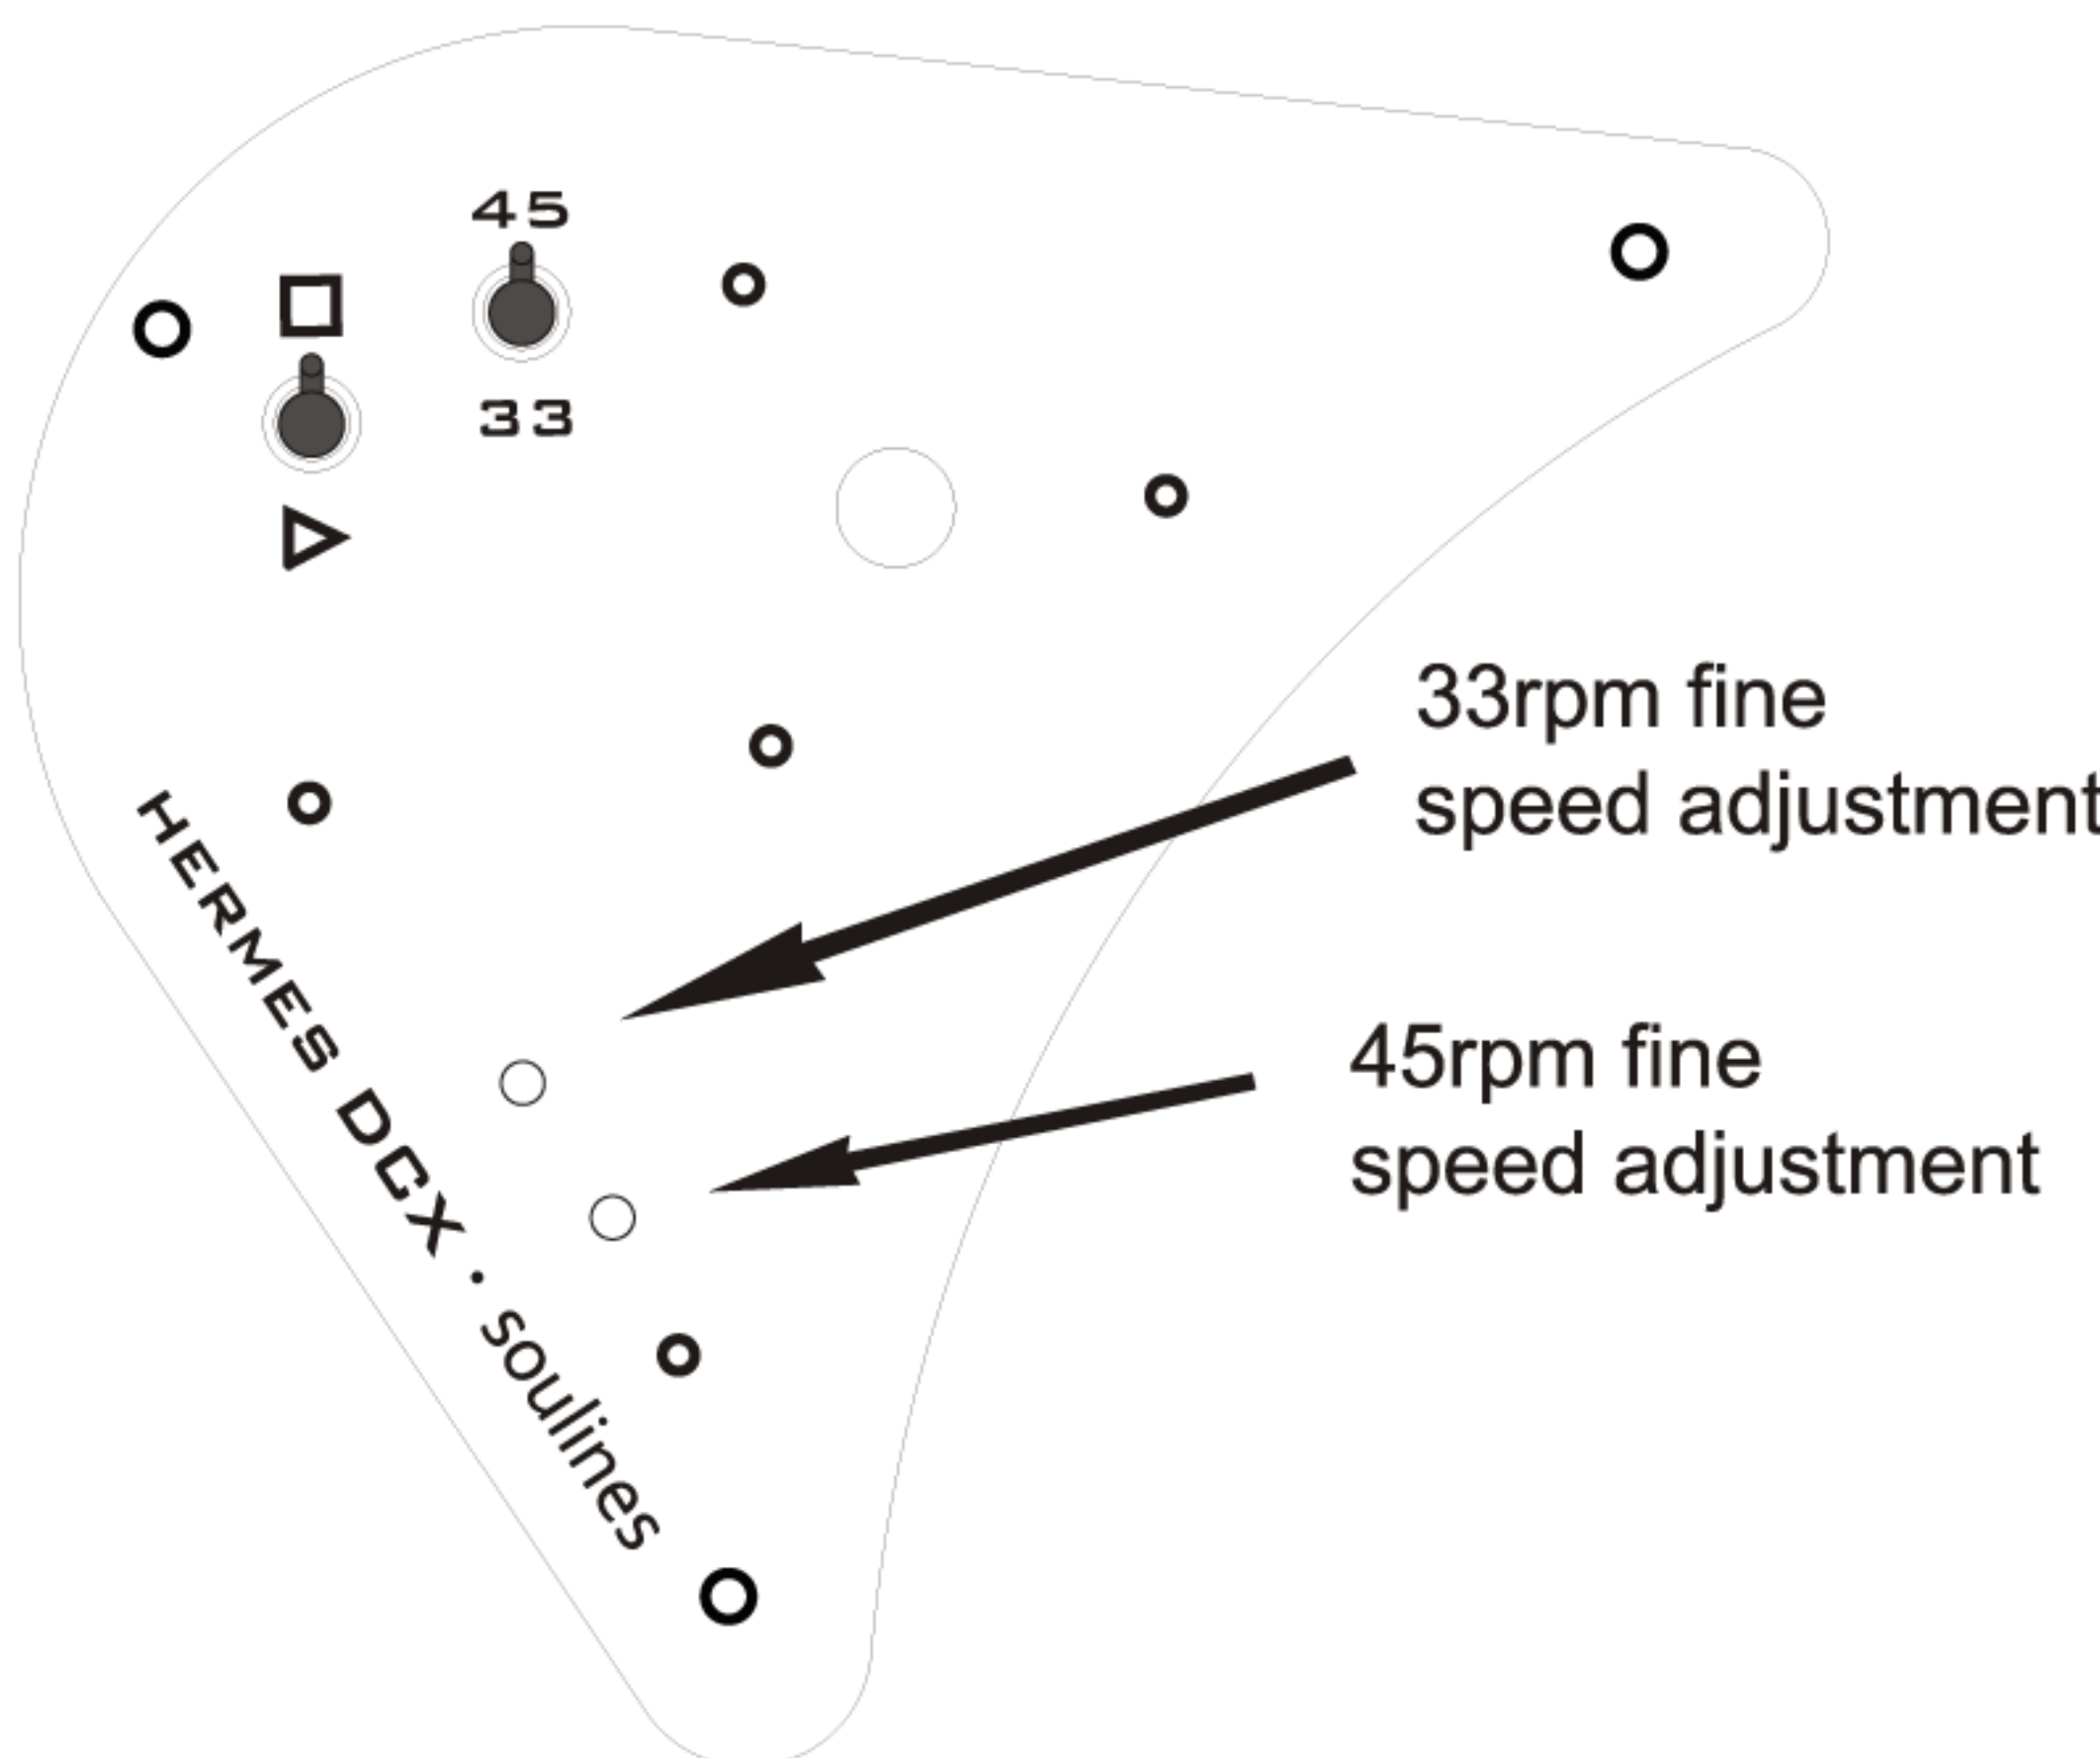 45
33
33rpm fine
speed adjustment
45rpm fine
speed adjustment
HERMES DCX · soulines